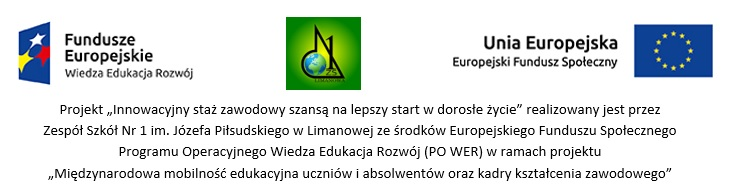 Fundusze
Europejskie
Wiedza Edukacja Rozwój
Unia Europejska
Europejski Fundusz Społeczny
Projekt „Innowacyjny staż zawodowy szansą na lepszy start w dorosłe życie” realizowany jest przez
Zespół Szkół Nr 1 im. Józefa Piłsudskiego w Limanowej ze środków Europejskiego Funduszu Społecznego
Programu Operacyjnego Wiedza Edukacja Rozwój (PO WER) w ramach projektu
„Międzynarodowa mobilność edukacyjna uczniów i absolwentów oraz kadry kształcenia zawodowego”